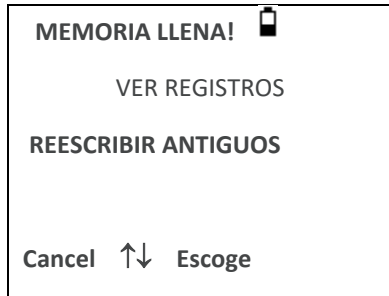 MEMORIA LLENA!
VER REGISTROS
REESCRIBIR ANTIGUOS
Cancel ↑↓ Escoge